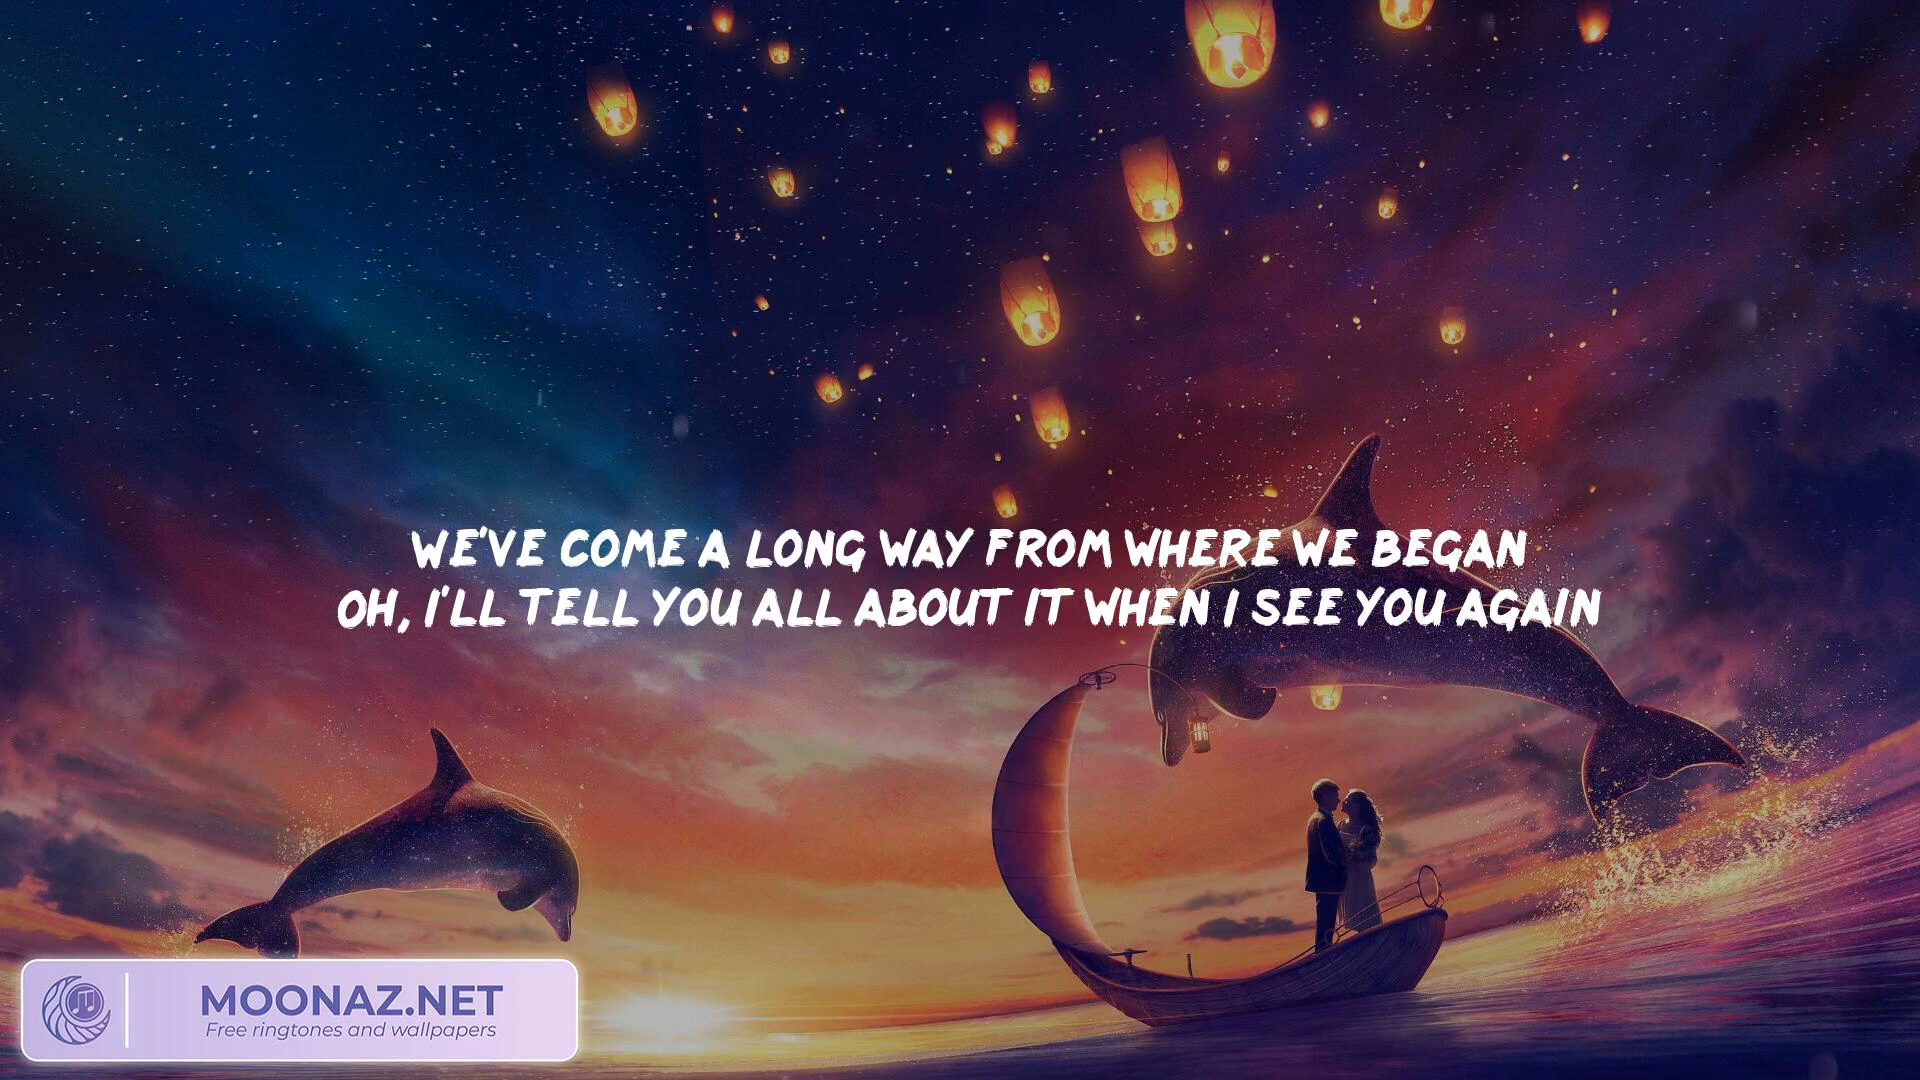 WE'VE COME A LONG WAY FROM WHERE WE BEGAN
OH, I'LL TELL YOU ALL ABOUT IT WHEN I SEE YOU AGAIN
MOONAZ.NET
Free ringtones and wallpapers